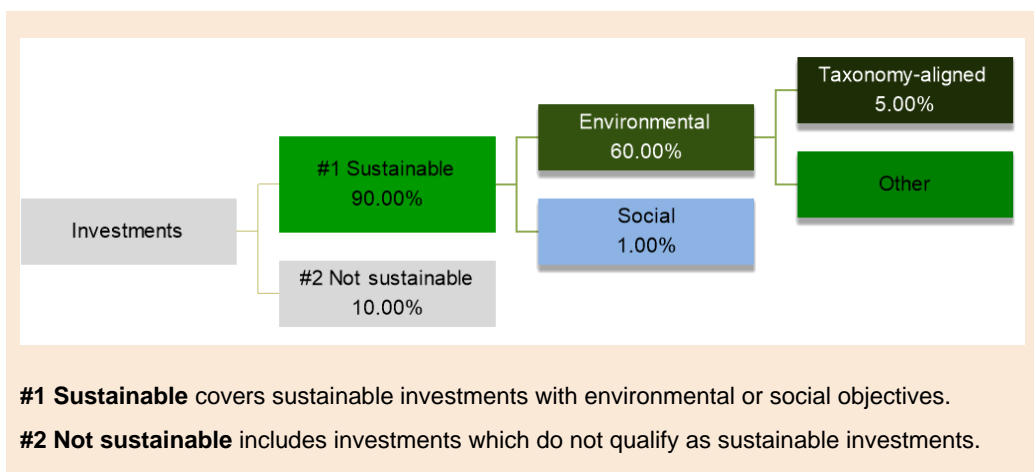 Taxonomy-aligned
5.00%
Environmental
60.00%
#1 Sustainable
90.00%
Other
Investments
Social
1.00%
#2 Not sustainable
10.00%
#1 Sustainable covers sustainable investments with environmental or social objectives.
#2 Not sustainable includes investments which do not qualify as sustainable investments.